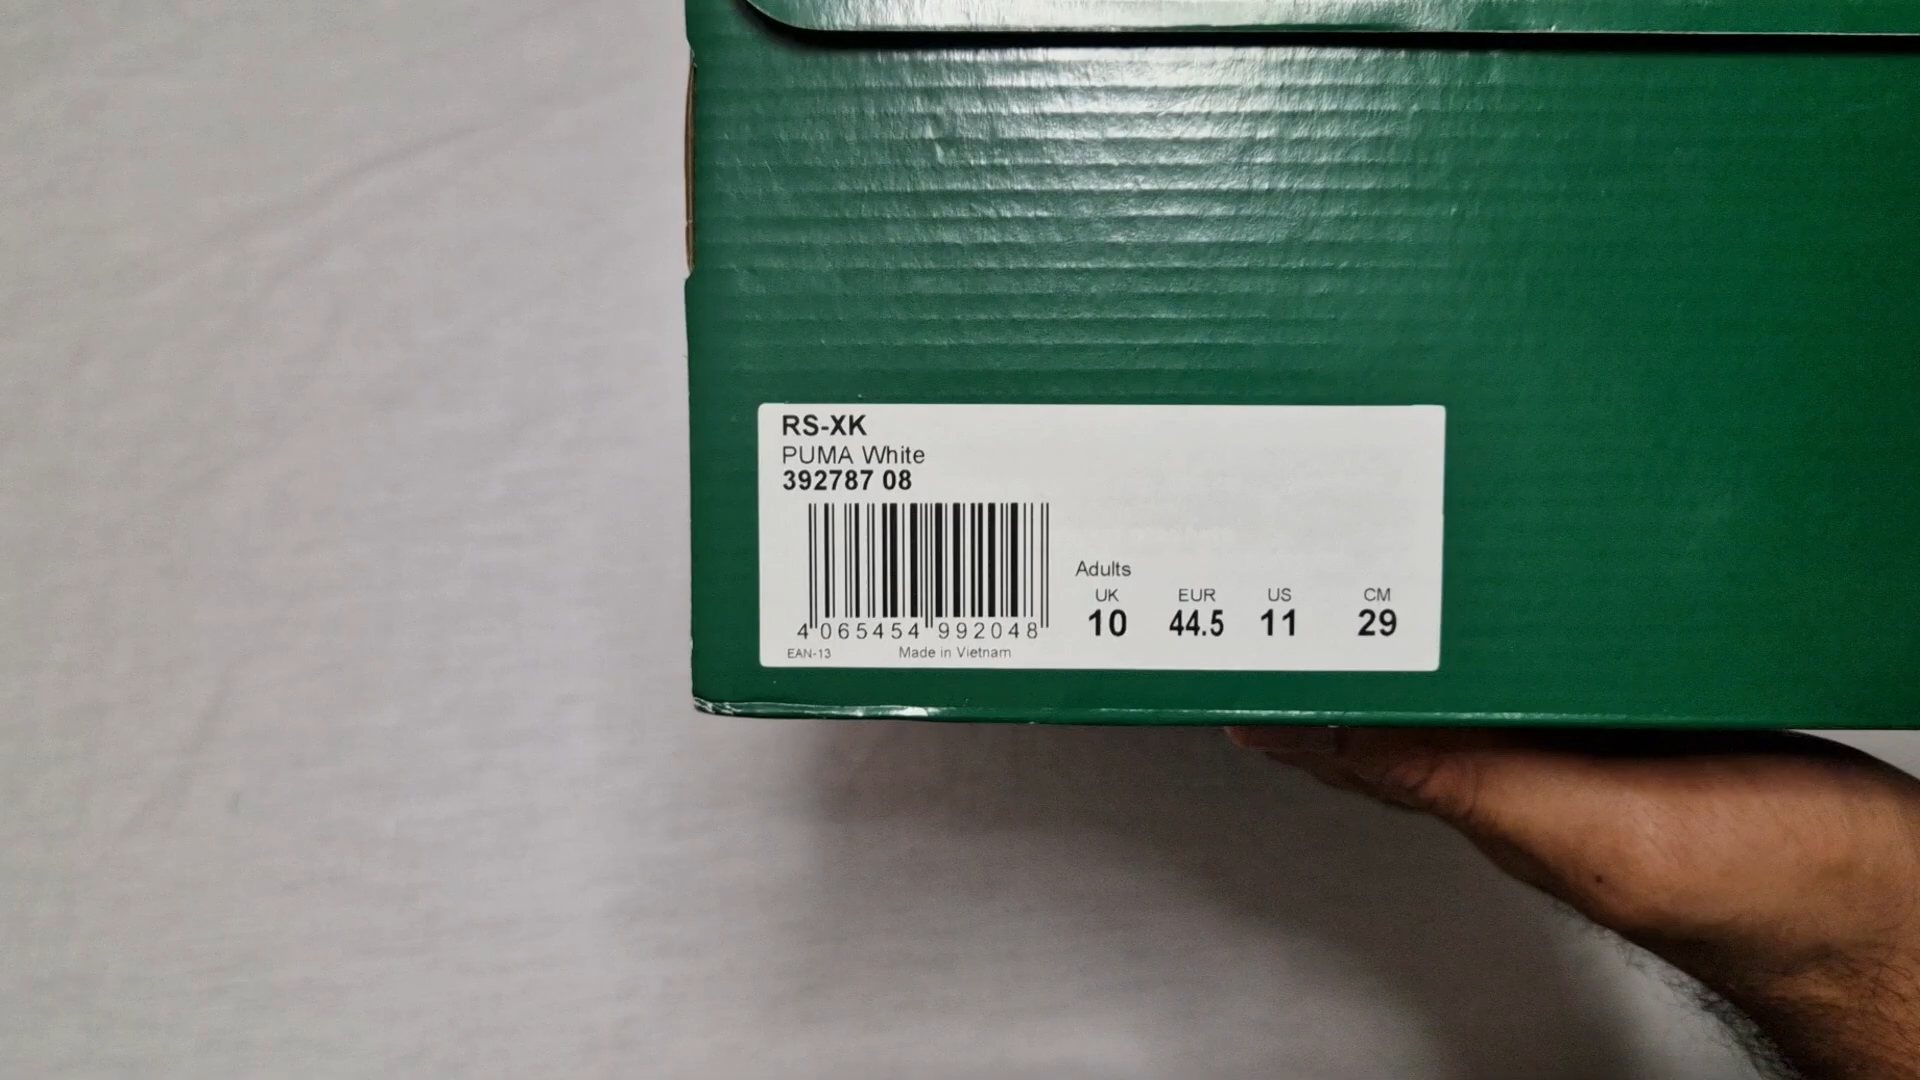 RS-XK
PUMA White
392787 08
4 065454 992048
EAN-13 Made in Vietnam
Adults
UK EUR US CM
10 44.5 11 29